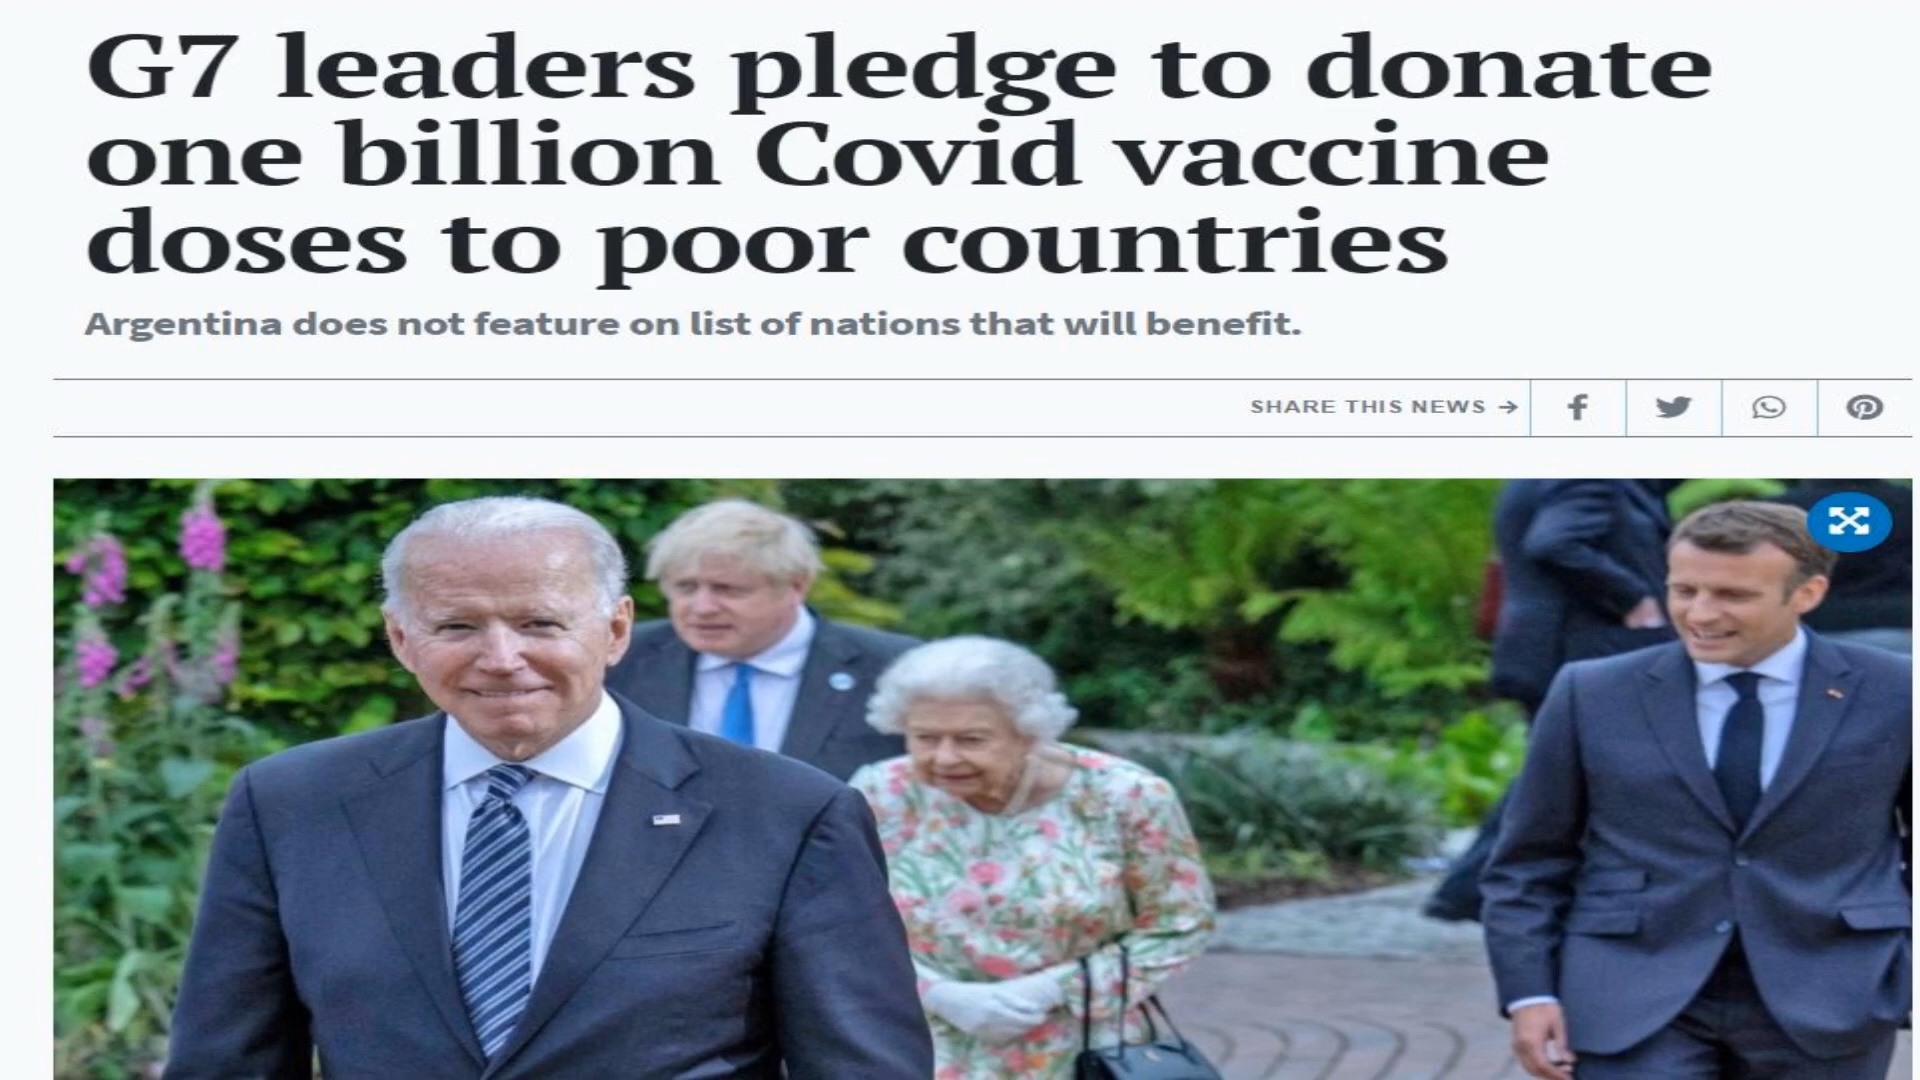 G7 leaders pledge to donate
one billion Covid vaccine
doses to poor countries
Argentina does not feature on list of nations that will benefit.
SHARE THIS NEWS →